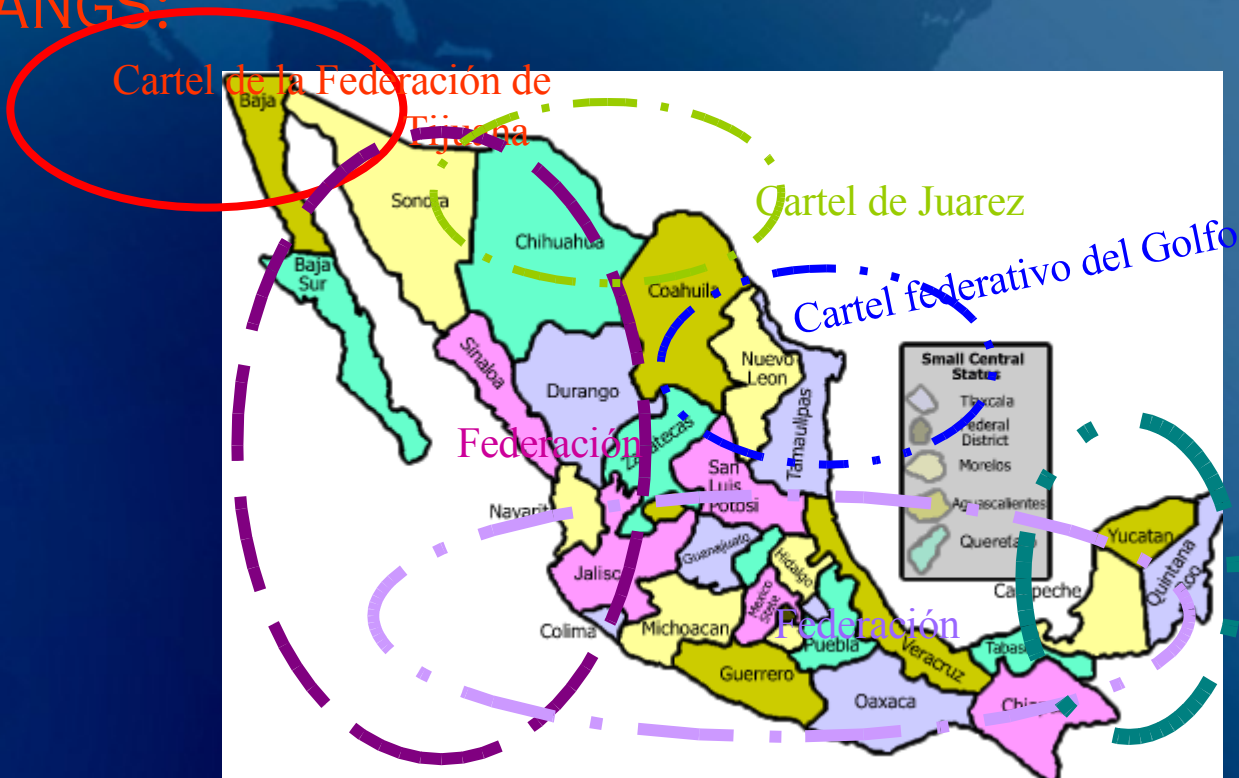 ANGS:
Cartel de la Federación de
Tijuana
Baja
Sonora
Chihuahua
Cartel de Juarez
Cartel federativo del Golfo
Baja
Sur
Coahuila
Sinaloa
Durango
Nuevo
Leon
Tamaulipas
Small Central
States
Tlaxcala
Federal
District
Morelos
Aguascalientes
Queretaro
Federación
Zacatecas
San
Luis
Potosi
Nayarit
Jalisco
Guanajuato
Hidalgo
Mexico
State
Colima
Michoacan
Federación
Puebla
Veracruz
Guerrero
Oaxaca
Tabasco
Chiapas
Campeche
Yucatan
Quintana
Roo